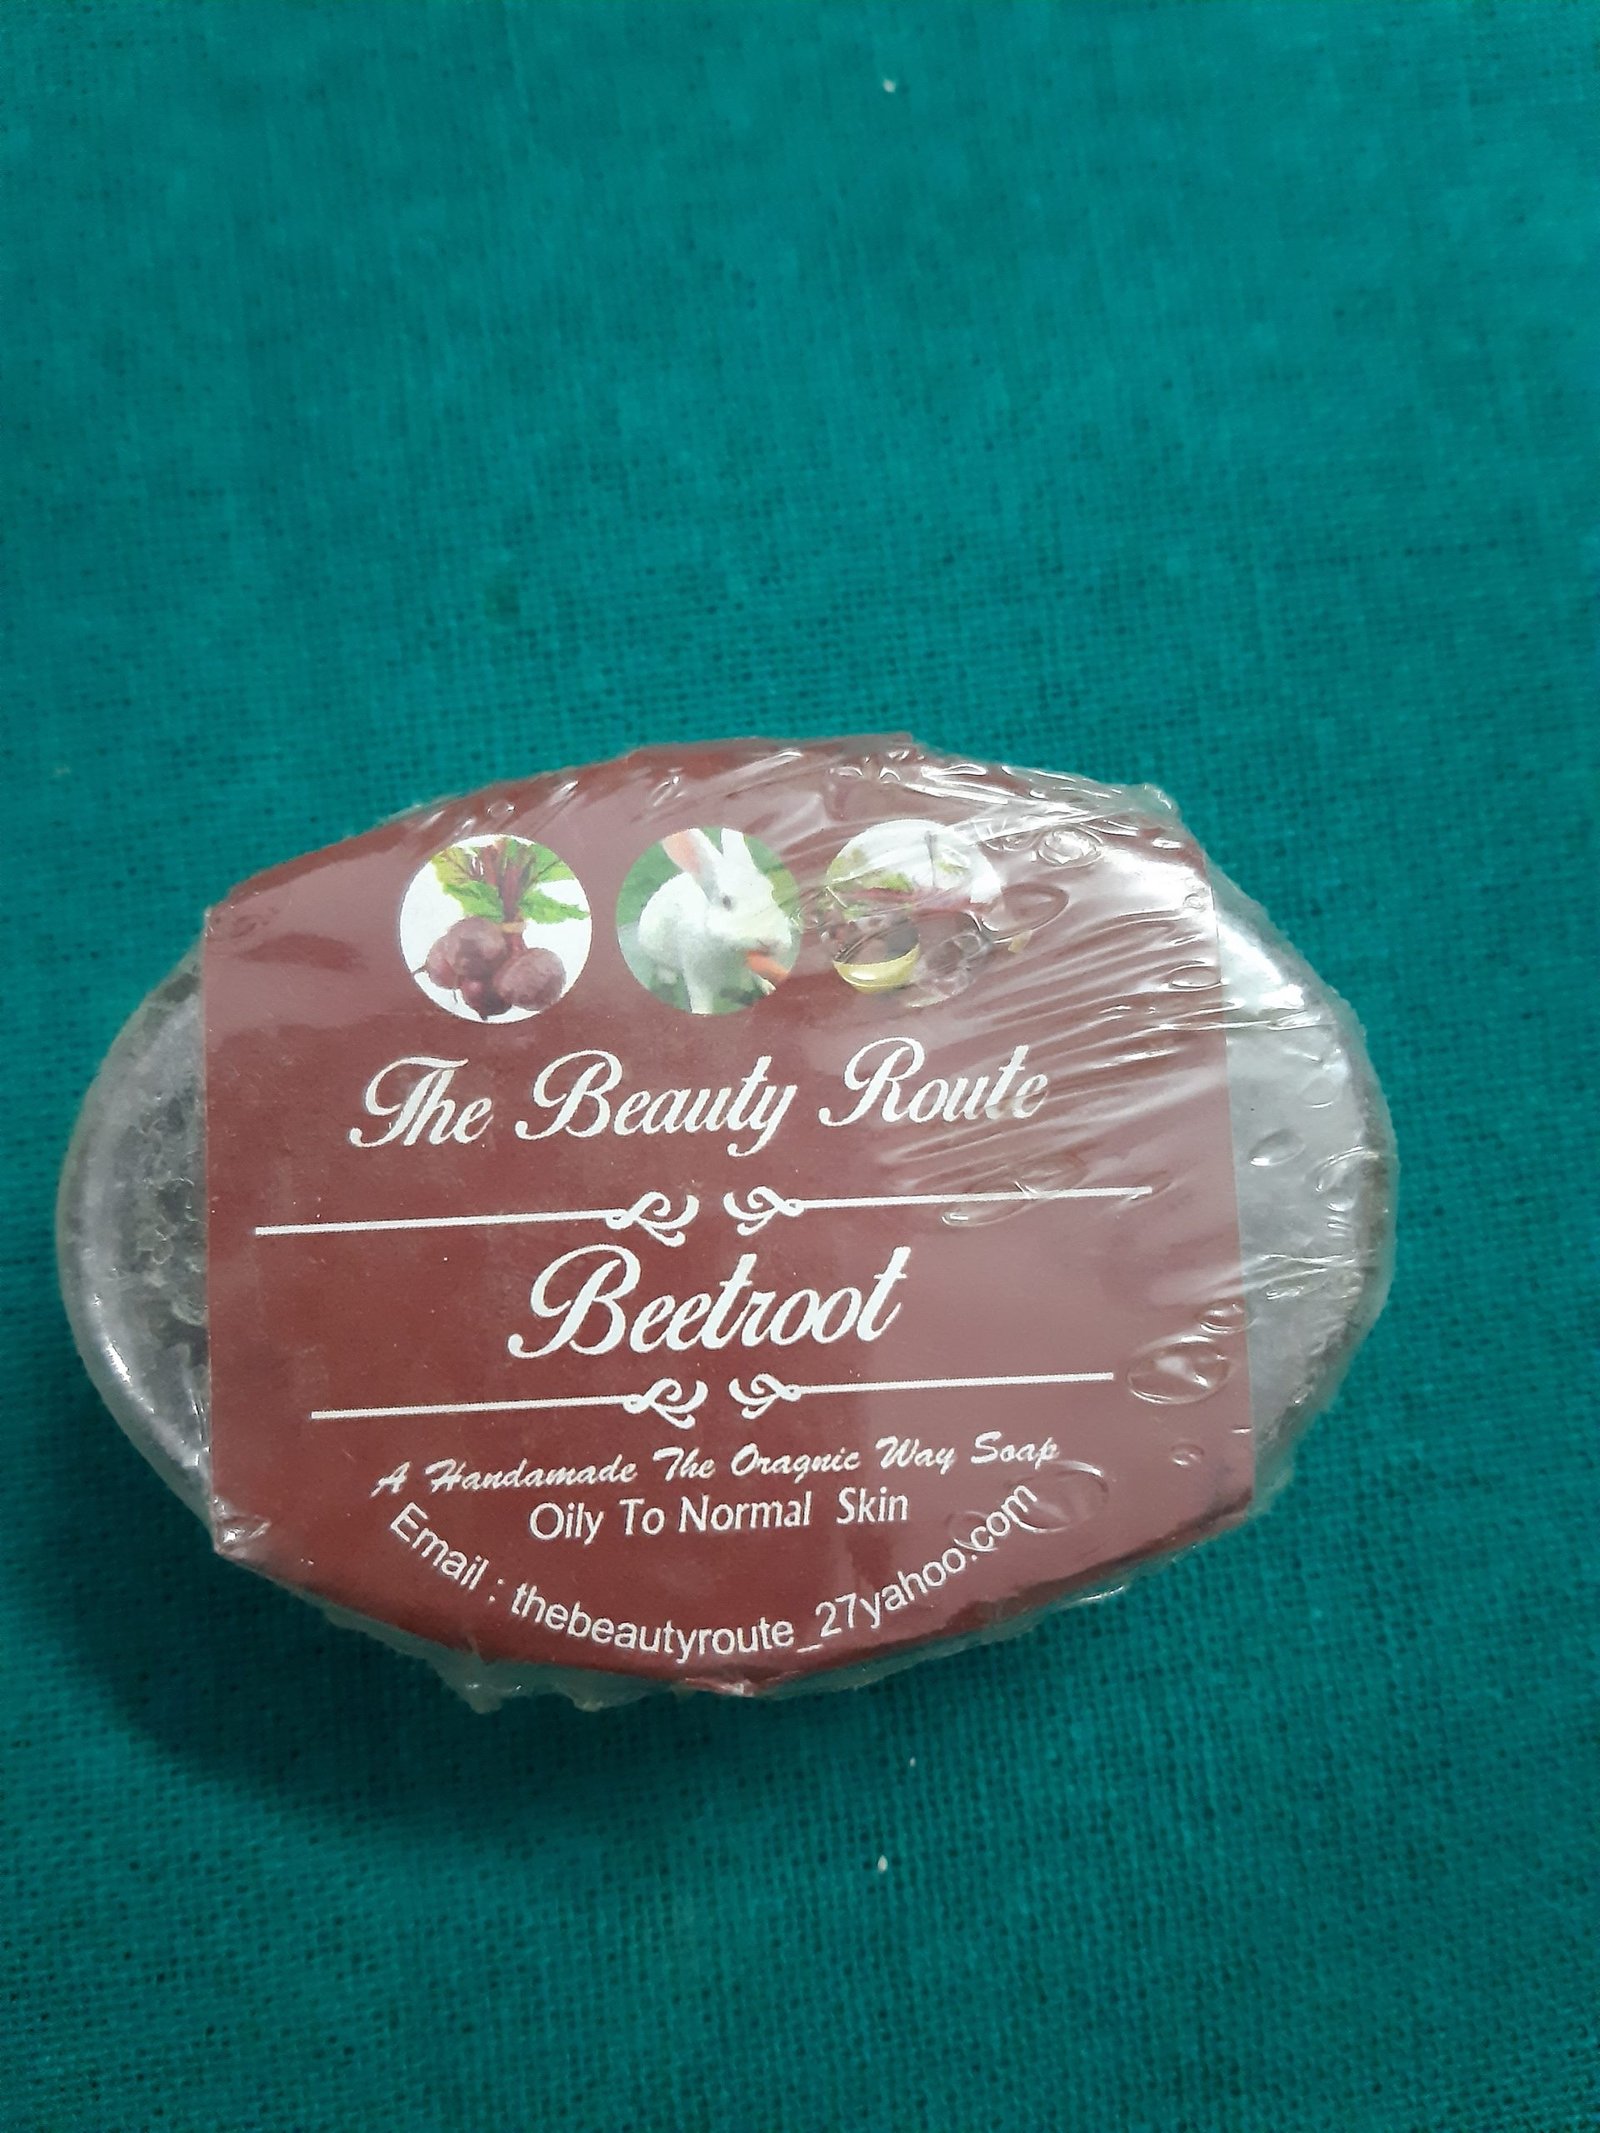 The Beauty Route
Beetroot
A Handamade The Oragnic Way Soap
Oily To Normal Skin
Email : thebeautyroute_27yahoo.com